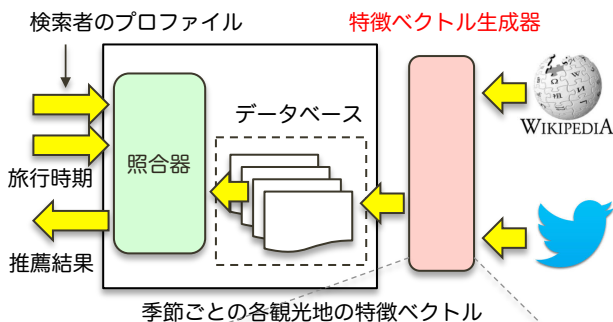 検索者のプロファイル
特徴ベクトル生成器
データベース
WIKIPEDIA
照合器
旅行時期
推薦結果
季節ごとの各観光地の特徴ベクトル